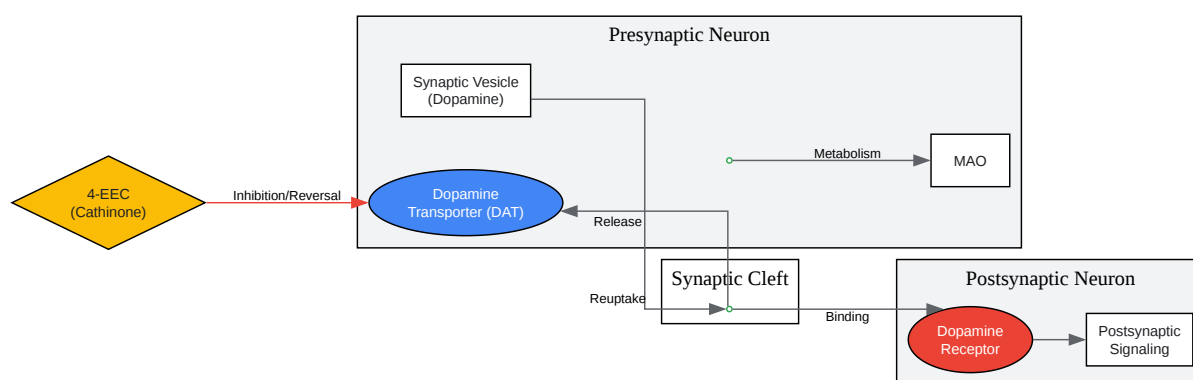 Presynaptic Neuron
Synaptic Vesicle
(Dopamine)
Metabolism
MAO
4-EEC
(Cathinone)
Inhibition/Reversal
Dopamine
Transporter (DAT)
Release
Synaptic Cleft
Reuptake
Binding
Postsynaptic Neuron
Dopamine
Receptor
Postsynaptic
Signaling